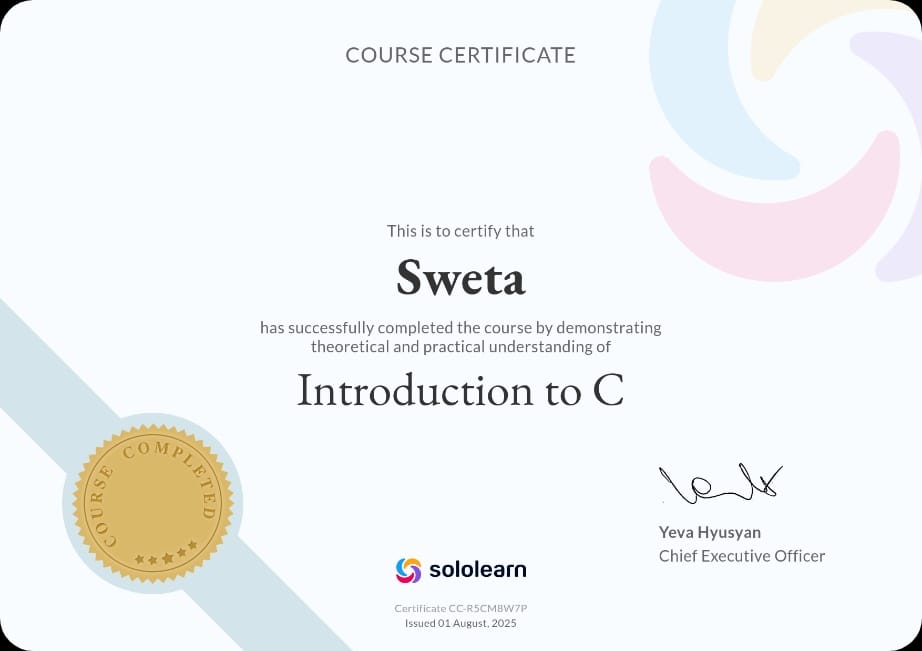 COURSE CERTIFICATE
This is to certify that
Sweta
has successfully completed the course by demonstrating
theoretical and practical understanding of
Introduction to C
COURSE COMPLETED
Yeva Hyusyan
Chief Executive Officer
sololearn
Certificate CC-R5CM8W7P
Issued 01 August, 2025